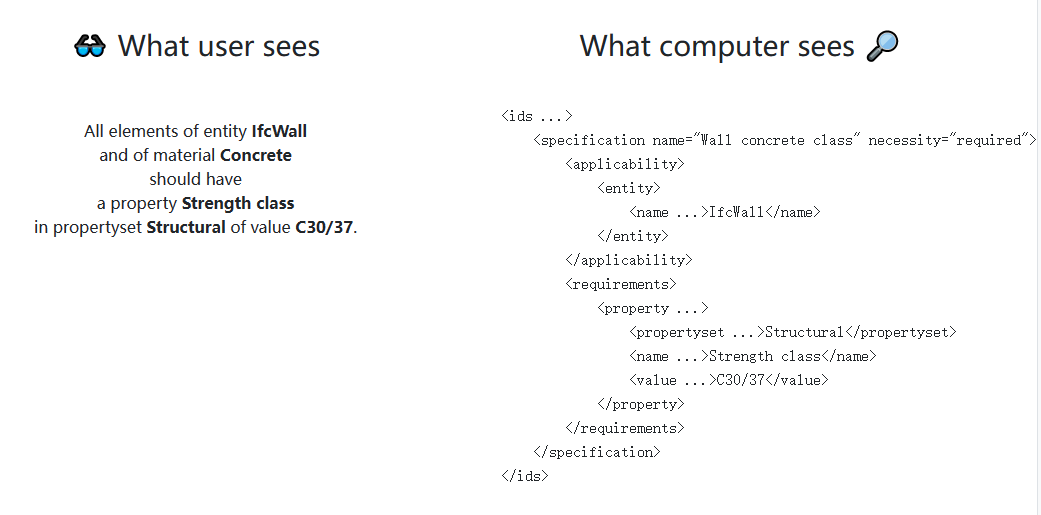 What user sees
All elements of entity IfcWall
and of material Concrete
should have
a property Strength class
in propertyset Structural of value C30/37.
What computer sees
<ids ...>
<specification name="Wall concrete class" necessity="required">
<applicability>
<entity>
<name ...>IfcWall</name>
</entity>
</applicability>
<requirements>
<property ...>
<propertyset ...>Structural</propertyset>
<name ...>Strength class</name>
<value ...>C30/37</value>
</property>
</requirements>
</specification>
</ids>